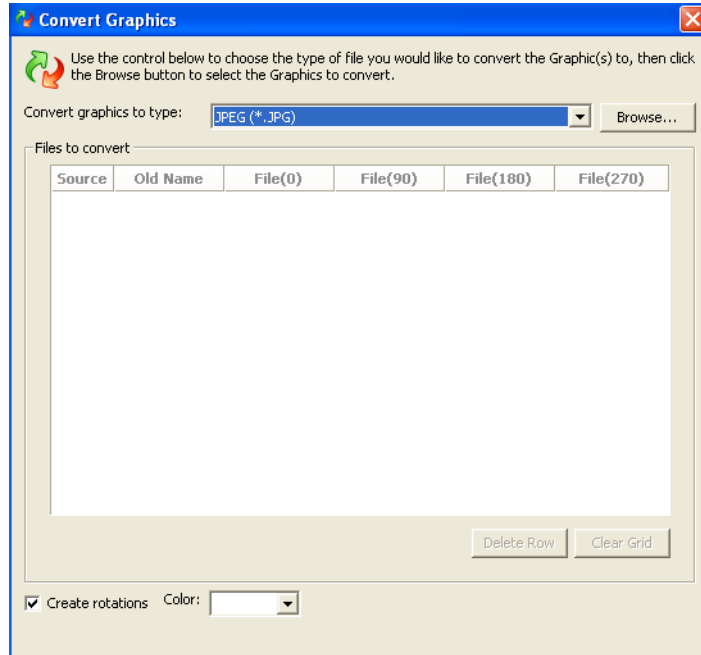 Convert Graphics
Use the control below to choose the type of file you would like to convert the Graphic(s) to, then click
the Browse button to select the Graphics to convert.
Convert graphics to type: JPEG (*.JPG) Browse...
Files to convert
Source Old Name File(0) File(90) File(180) File(270)
Delete Row Clear Grid
Create rotations Color: